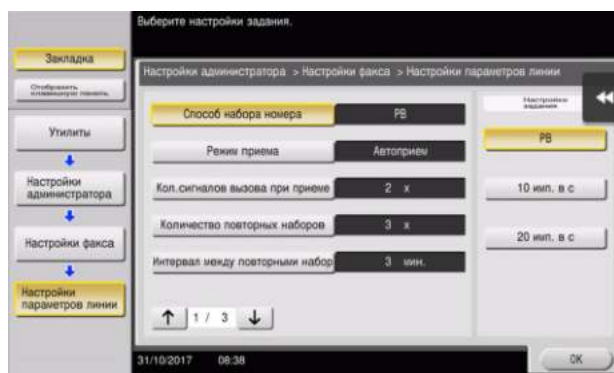 Выберите настройки задания.
Закладка
Отобразить
клавишную панель
Утилиты
Настройки
администратора
Настройки факса
Настройки
параметров линии
Настройки администратора > Настройки факса > Настройки параметров линии
Способ набора номера
PB
Режим приема
Автоприем
Кол.сигналов вызова при приеме
2 x
Количество повторных наборов
3 x
Интервал между повторными набор
3 мин.
1 / 3
Настройки
задания
PB
10 имп. в с
20 имп. в с
31/10/2017 08:38
OK